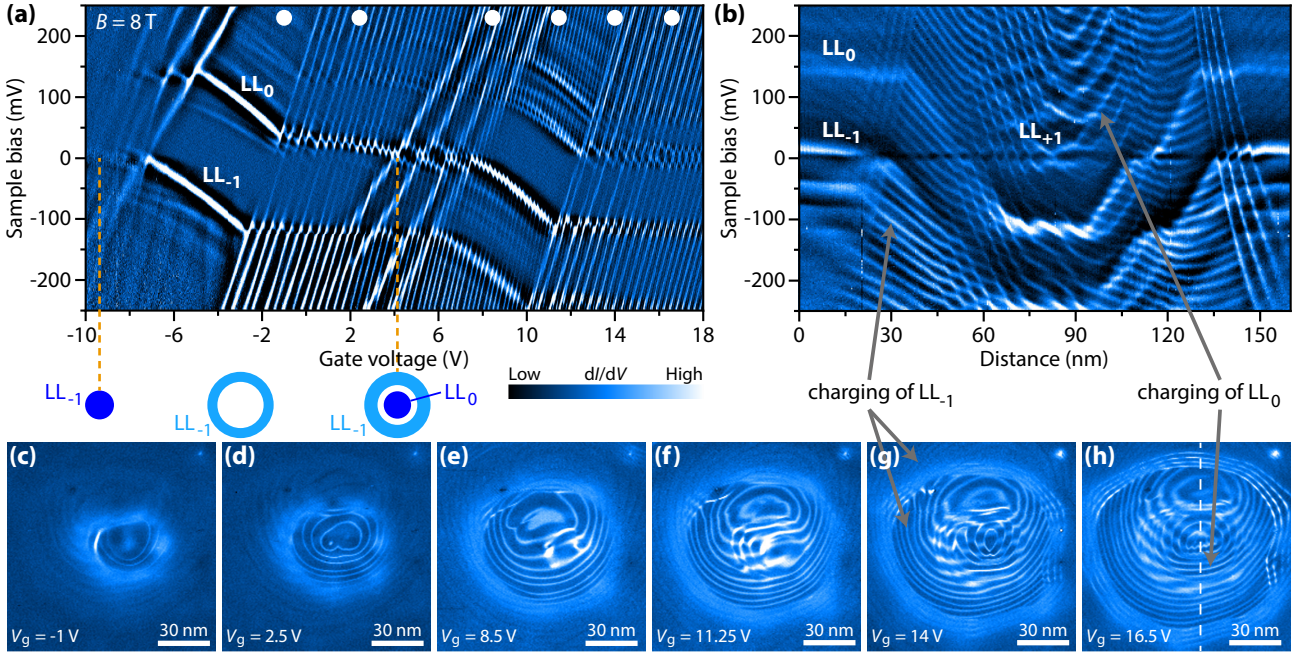 (a)
B = 8 T
LL0
LL-1
200
100
0
-100
-200
Sample bias (mV)
-10
-6
-2
2
6
10
14
18
Gate voltage (V)
Low
dI/dV
High
(b)
LL0
LL-1
LL+1
200
100
0
-100
-200
Sample bias (mV)
0
30
60
90
120
150
Distance (nm)
LL-1
LL-1
LL-1
LL0
charging of LL-1
charging of LL0
(c)
Vg = -1 V
30 nm
(d)
Vg = 2.5 V
30 nm
(e)
Vg = 8.5 V
30 nm
(f)
Vg = 11.25 V
30 nm
(g)
Vg = 14 V
30 nm
(h)
Vg = 16.5 V
30 nm